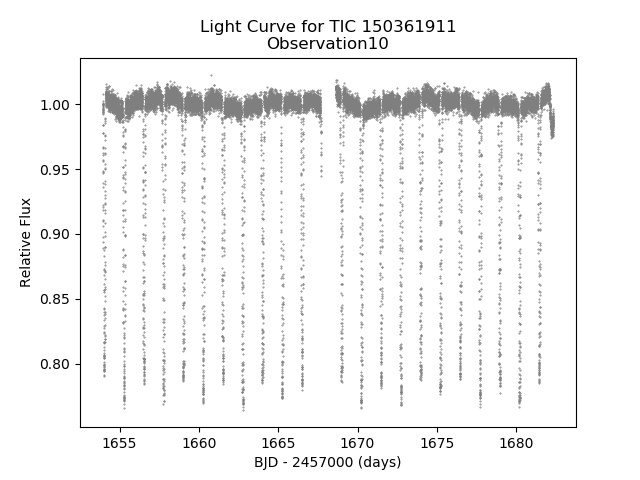 Light Curve for TIC 150361911
Observation10
Relative Flux
1.00
0.95
0.90
0.85
0.80
1655 1660 1665 1670 1675 1680
BJD - 2457000 (days)